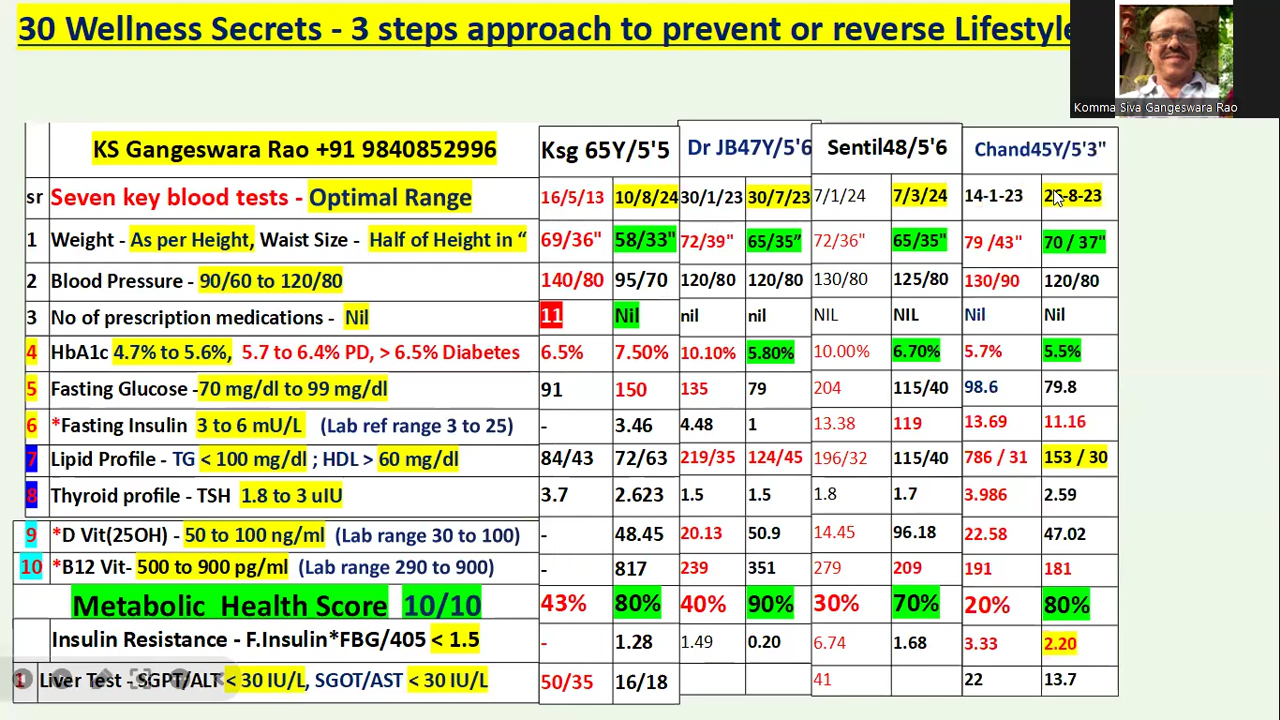 30 Wellness Secrets - 3 steps approach to prevent or reverse Lifestyle
Komma Siva Gangeswara Rao
KS Gangeswara Rao +91 9840852996 Ksg 65Y/5'5 Dr JB47Y/5'6 Sentil48/5'6 Chand45Y/5'3"
sr Seven key blood tests - Optimal Range 16/5/13 10/8/24 30/1/23 30/7/23 7/1/24 7/3/24 14-1-23 -8-23
1 Weight - As per Height, Waist Size - Half of Height in “ 69/36" 58/33" 72/39" 65/35” 72/36" 65/35" 79 /43" 70 / 37"
2 Blood Pressure - 90/60 to 120/80 140/80 95/70 120/80 120/80 130/80 125/80 130/90 120/80
3 No of prescription medications - Nil 11 Nil nil nil NIL NIL Nil Nil
4 HbA1c 4.7% to 5.6%, 5.7 to 6.4% PD, > 6.5% Diabetes 6.5% 7.50% 10.10% 5.80% 10.00% 6.70% 5.7% 5.5%
5 Fasting Glucose -70 mg/dl to 99 mg/dl 91 150 135 79 204 115/40 98.6 79.8
6 *Fasting Insulin 3 to 6 mU/L (Lab ref range 3 to 25) - 3.46 4.48 1 13.38 119 13.69 11.16
7 Lipid Profile - TG < 100 mg/dl ; HDL > 60 mg/dl 84/43 72/63 219/35 124/45 196/32 115/40 786 / 31 153 / 30
8 Thyroid profile - TSH 1.8 to 3 uIU 3.7 2.623 1.5 1.5 1.8 1.7 3.986 2.59
9 *D Vit(25OH) - 50 to 100 ng/ml (Lab range 30 to 100) - 48.45 20.13 50.9 14.45 96.18 22.58 47.02
10 *B12 Vit- 500 to 900 pg/ml (Lab range 290 to 900) - 817 239 351 279 209 191 181
Metabolic Health Score 10/10 43% 80% 40% 90% 30% 70% 20% 80%
Insulin Resistance - F.Insulin*FBG/405 < 1.5 - 1.28 1.49 0.20 6.74 1.68 3.33 2.20
1 Liver Test - SGPT/ALT < 30 IU/L, SGOT/AST < 30 IU/L 50/35 16/18 41 22 13.7